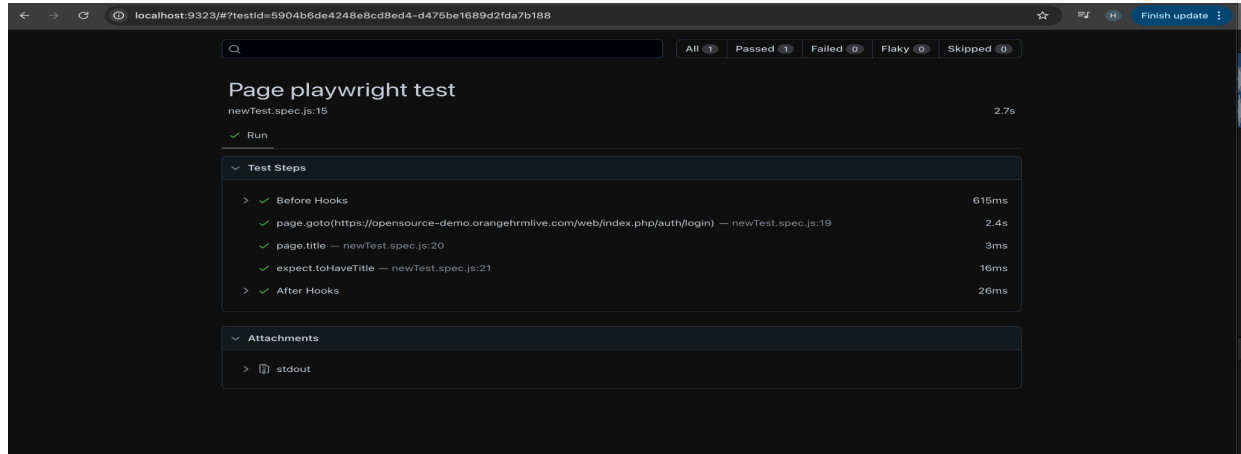 localhost:9323/#?testId=5904b6de4248e8cd8ed4-d475be1689d2fda7b188
H
Finish update
All 1 Passed 1 Failed 0 Flaky 0 Skipped 0
Page playwright test
newTest.spec.js:15 2.7s
Run
Test Steps
Before Hooks 615ms
page.goto(https://opensource-demo.orangehrmlive.com/web/index.php/auth/login) — newTest.spec.js:19 2.4s
page.title — newTest.spec.js:20 3ms
expect.toHaveTitle — newTest.spec.js:21 16ms
After Hooks 26ms
Attachments
stdout